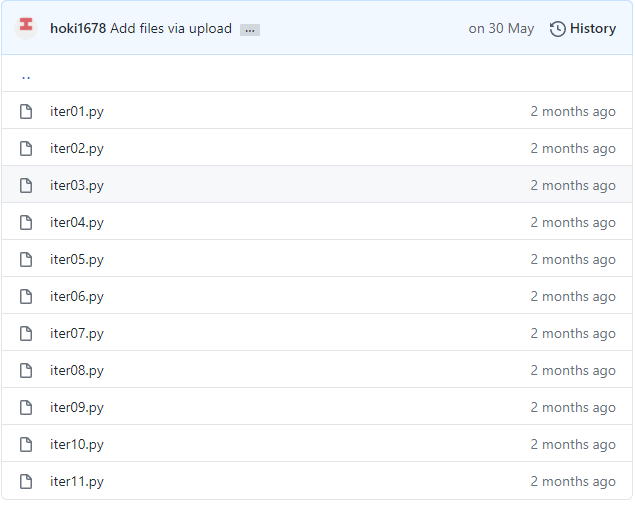 hoki1678 Add files via upload ... on 30 May History
..
iter01.py 2 months ago
iter02.py 2 months ago
iter03.py 2 months ago
iter04.py 2 months ago
iter05.py 2 months ago
iter06.py 2 months ago
iter07.py 2 months ago
iter08.py 2 months ago
iter09.py 2 months ago
iter10.py 2 months ago
iter11.py 2 months ago